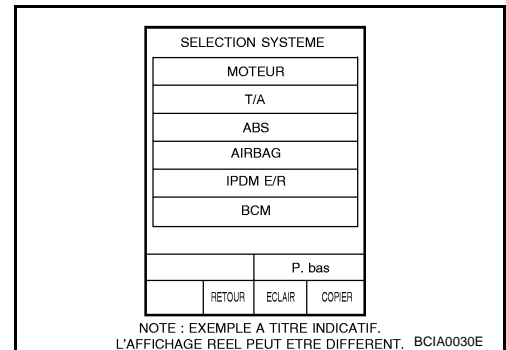 SELECTION SYSTEME
MOTEUR
T/A
ABS
AIRBAG
IPDM E/R
BCM
P. bas
RETOUR ECLAIR COPIER
NOTE : EXEMPLE A TITRE INDICATIF.
L'AFFICHAGE REEL PEUT ETRE DIFFERENT. BCIA0030E